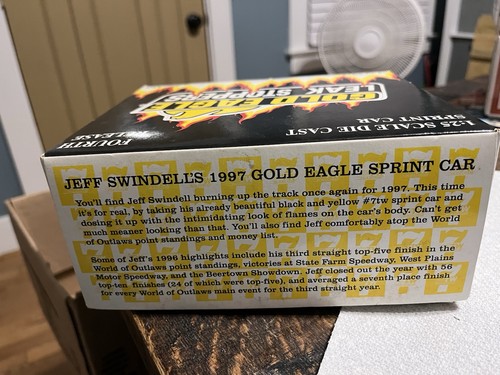 GOLD EAGLE
LEAK STOPPERS
FOURTH
RELEASE
1:25 SCALE DIE CAST
SPRINT CAR
JEFF SWINDELL'S 1997 GOLD EAGLE SPRINT CAR
You'll find Jeff Swindell burning up the track once again for 1997. This time
it's for real, by taking his already beautiful black and yellow #7tw sprint car and
dosing it up with the intimidating look of flames on the car's body. Can't get
much meaner looking than that. You'll also find Jeff comfortably atop the World
of Outlaws point standings and money list.
Some of Jeff's 1996 highlights include his third straight top-five finish in the
World of Outlaws point standings, victories at State Farm Speedway, West Plains
Motor Speedway, and the Beertown Showdown. Jeff closed out the year with 56
top-ten finishes (24 of which were top-five), and averaged a seventh place finish
for every World of Outlaws main event for the third straight year.